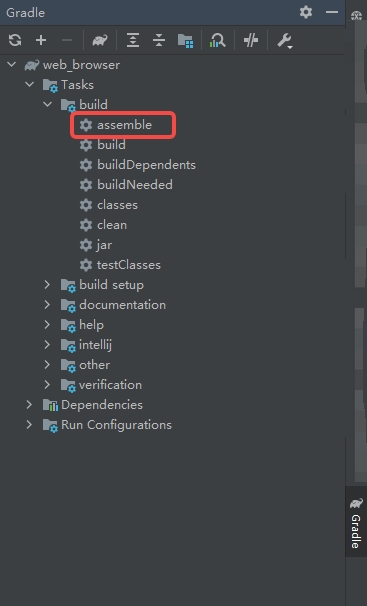 Gradle
web_browser
Tasks
build
assemble
build
buildDependents
buildNeeded
classes
clean
jar
testClasses
build setup
documentation
help
intellij
other
verification
Dependencies
Run Configurations
Gradle